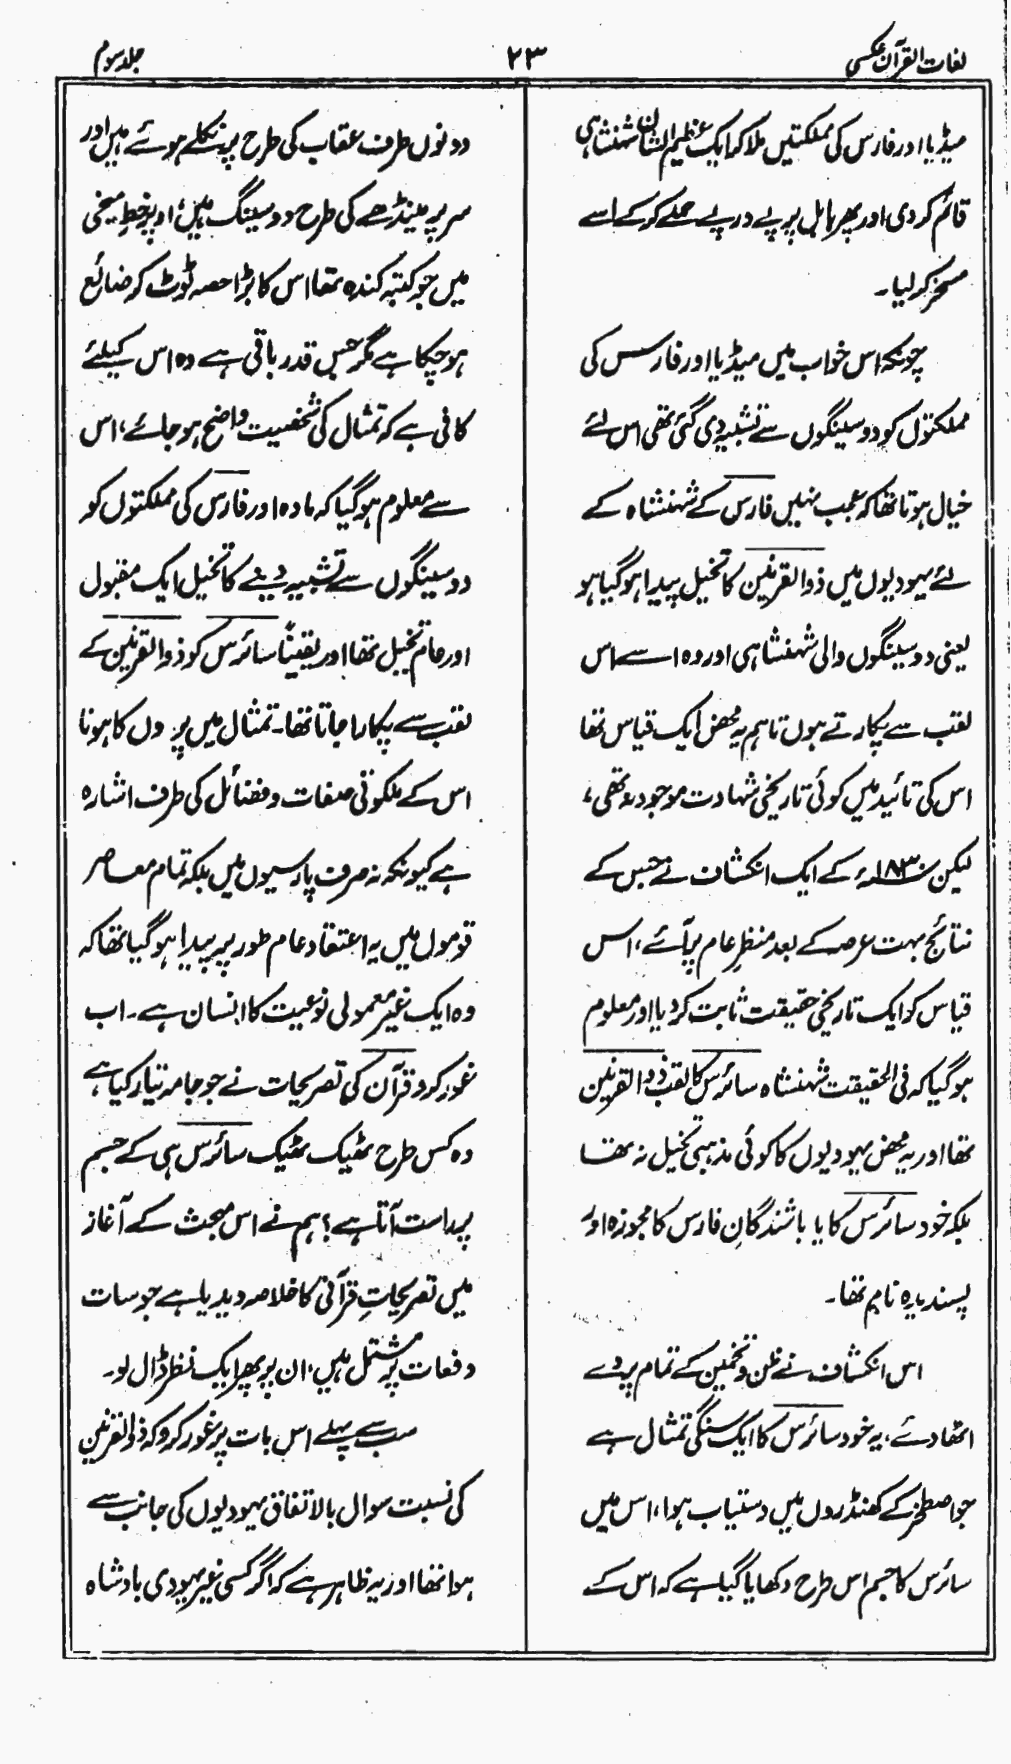 لغات القرآن عکسی
۲۳
جلد سوم
میڈیا اور فارس کی مملکتیں ملا کر ایک عظیم الشان شہنشاہی
قائم کردی اور پھر بابل پر پے در پے حملے کر کے اسے
مسخر کر لیا۔
چونکہ اس خواب میں میڈیا اور فارس کی
مملکتوں کو دو سینگوں سے تشبیہ دی گئی تھی اس لئے
خیال ہوتا تھا کہ عجب نہیں فارس کے شہنشاہ کے
لئے یہودیوں میں ذوالقرنین کا تخیل پیدا ہوگیا ہو
یعنی دو سینگوں والی شہنشاہی اور وہ اسے اس
لقب سے پکارتے ہوں تاہم یہ محض ایک قیاس تھا
اس کی تائید میں کوئی تاریخی شہادت موجود نہ تھی،
لیکن ۱۸۳۸ء کے ایک انکشاف نے جس کے
نتائج بہت عرصہ کے بعد منظرِ عام پر آئے، اس
قیاس کو ایک تاریخی حقیقت ثابت کردیا اور معلوم
ہوگیا کہ فی الحقیقت شہنشاہ سائرس کا لقب ذوالقرنین
تھا اور یہ محض یہودیوں کا کوئی مذہبی تخیل نہ تھا
بلکہ خود سائرس کا یا باشندگانِ فارس کا مجوزہ اور
پسندیدہ نام تھا۔
اس انکشاف نے ظن و تخمین کے تمام پردے
اٹھا دئے، یہ خود سائرس کا ایک سنگی تمثال ہے
جو اصطخر کے کھنڈروں میں دستیاب ہوا، اس میں
سائرس کا جسم اس طرح دکھایا گیا ہے کہ اس کے
دونوں طرف عقاب کی طرح پر نکلے ہوئے ہیں اور
سر پر مینڈھے کی طرح دو سینگ ہیں، اوپر خطِ میخی
میں جو کتبہ کندہ تھا اس کا بڑا حصہ ٹوٹ کر ضائع
ہوچکا ہے مگر جس قدر باقی ہے وہ اس کیلئے
کافی ہے کہ تمثال کی شخصیت واضح ہو جائے، اس
سے معلوم ہوگیا کہ مادہ اور فارس کی مملکتوں کو
دو سینگوں سے تشبیہ دینے کا تخیل ایک مقبول
اور عام تخیل تھا اور یقیناً سائرس کو ذوالقرنین کے
لقب سے پکارا جاتا تھا۔ تمثال میں پر وں کا ہونا
اس کے ملکوتی صفات و فضائل کی طرف اشارہ
ہے کیونکہ نہ صرف پارسیوں میں بلکہ تمام معاصر
قوموں میں یہ اعتقاد عام طور پر پیدا ہوگیا تھا کہ
وہ ایک غیر معمولی نوعیت کا انسان ہے۔ اب
غور کرو قرآن کی تصریحات نے جو جامہ تیار کیا ہے
وہ کس طرح ٹھیک ٹھیک سائرس ہی کے جسم
پر راست آتا ہے؟ ہم نے اس مبحث کے آغاز
میں تصریحاتِ قرآنی کا خلاصہ دیدیا ہے جو سات
دفعات پر مشتمل ہیں، ان پر پھر ایک نظر ڈال لو۔
سب سے پہلے اس بات پر غور کرو کہ ذوالقرنین
کی نسبت سوال بالاتفاق یہودیوں کی جانب سے
ہوا تھا اور یہ ظاہر ہے کہ اگر کسی غیر یہودی بادشاہ